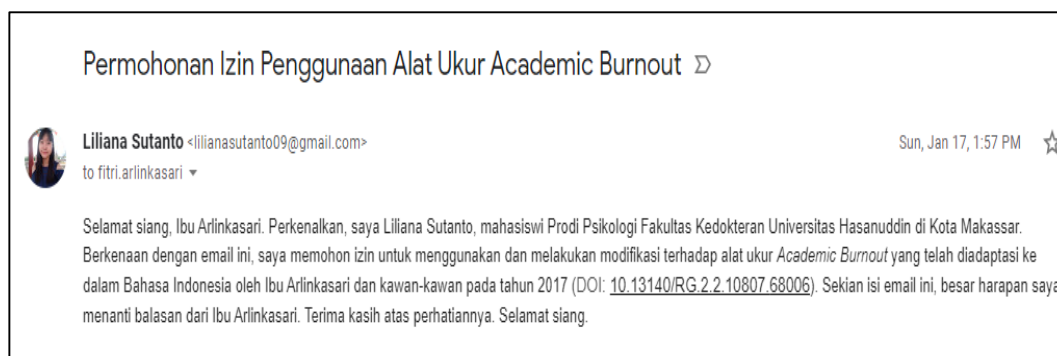 Permohonan Izin Penggunaan Alat Ukur Academic Burnout
Liliana Sutanto <lilianasutanto09@gmail.com>
Sun, Jan 17, 1:57 PM
to fitri.arlinkasari
Selamat siang, Ibu Arlinkasari. Perkenalkan, saya Liliana Sutanto, mahasiswi Prodi Psikologi Fakultas Kedokteran Universitas Hasanuddin di Kota Makassar.
Berkenaan dengan email ini, saya memohon izin untuk menggunakan dan melakukan modifikasi terhadap alat ukur Academic Burnout yang telah diadaptasi ke
dalam Bahasa Indonesia oleh Ibu Arlinkasari dan kawan-kawan pada tahun 2017 (DOI: 10.13140/RG.2.2.10807.68006). Sekian isi email ini, besar harapan saya
menanti balasan dari Ibu Arlinkasari. Terima kasih atas perhatiannya. Selamat siang.